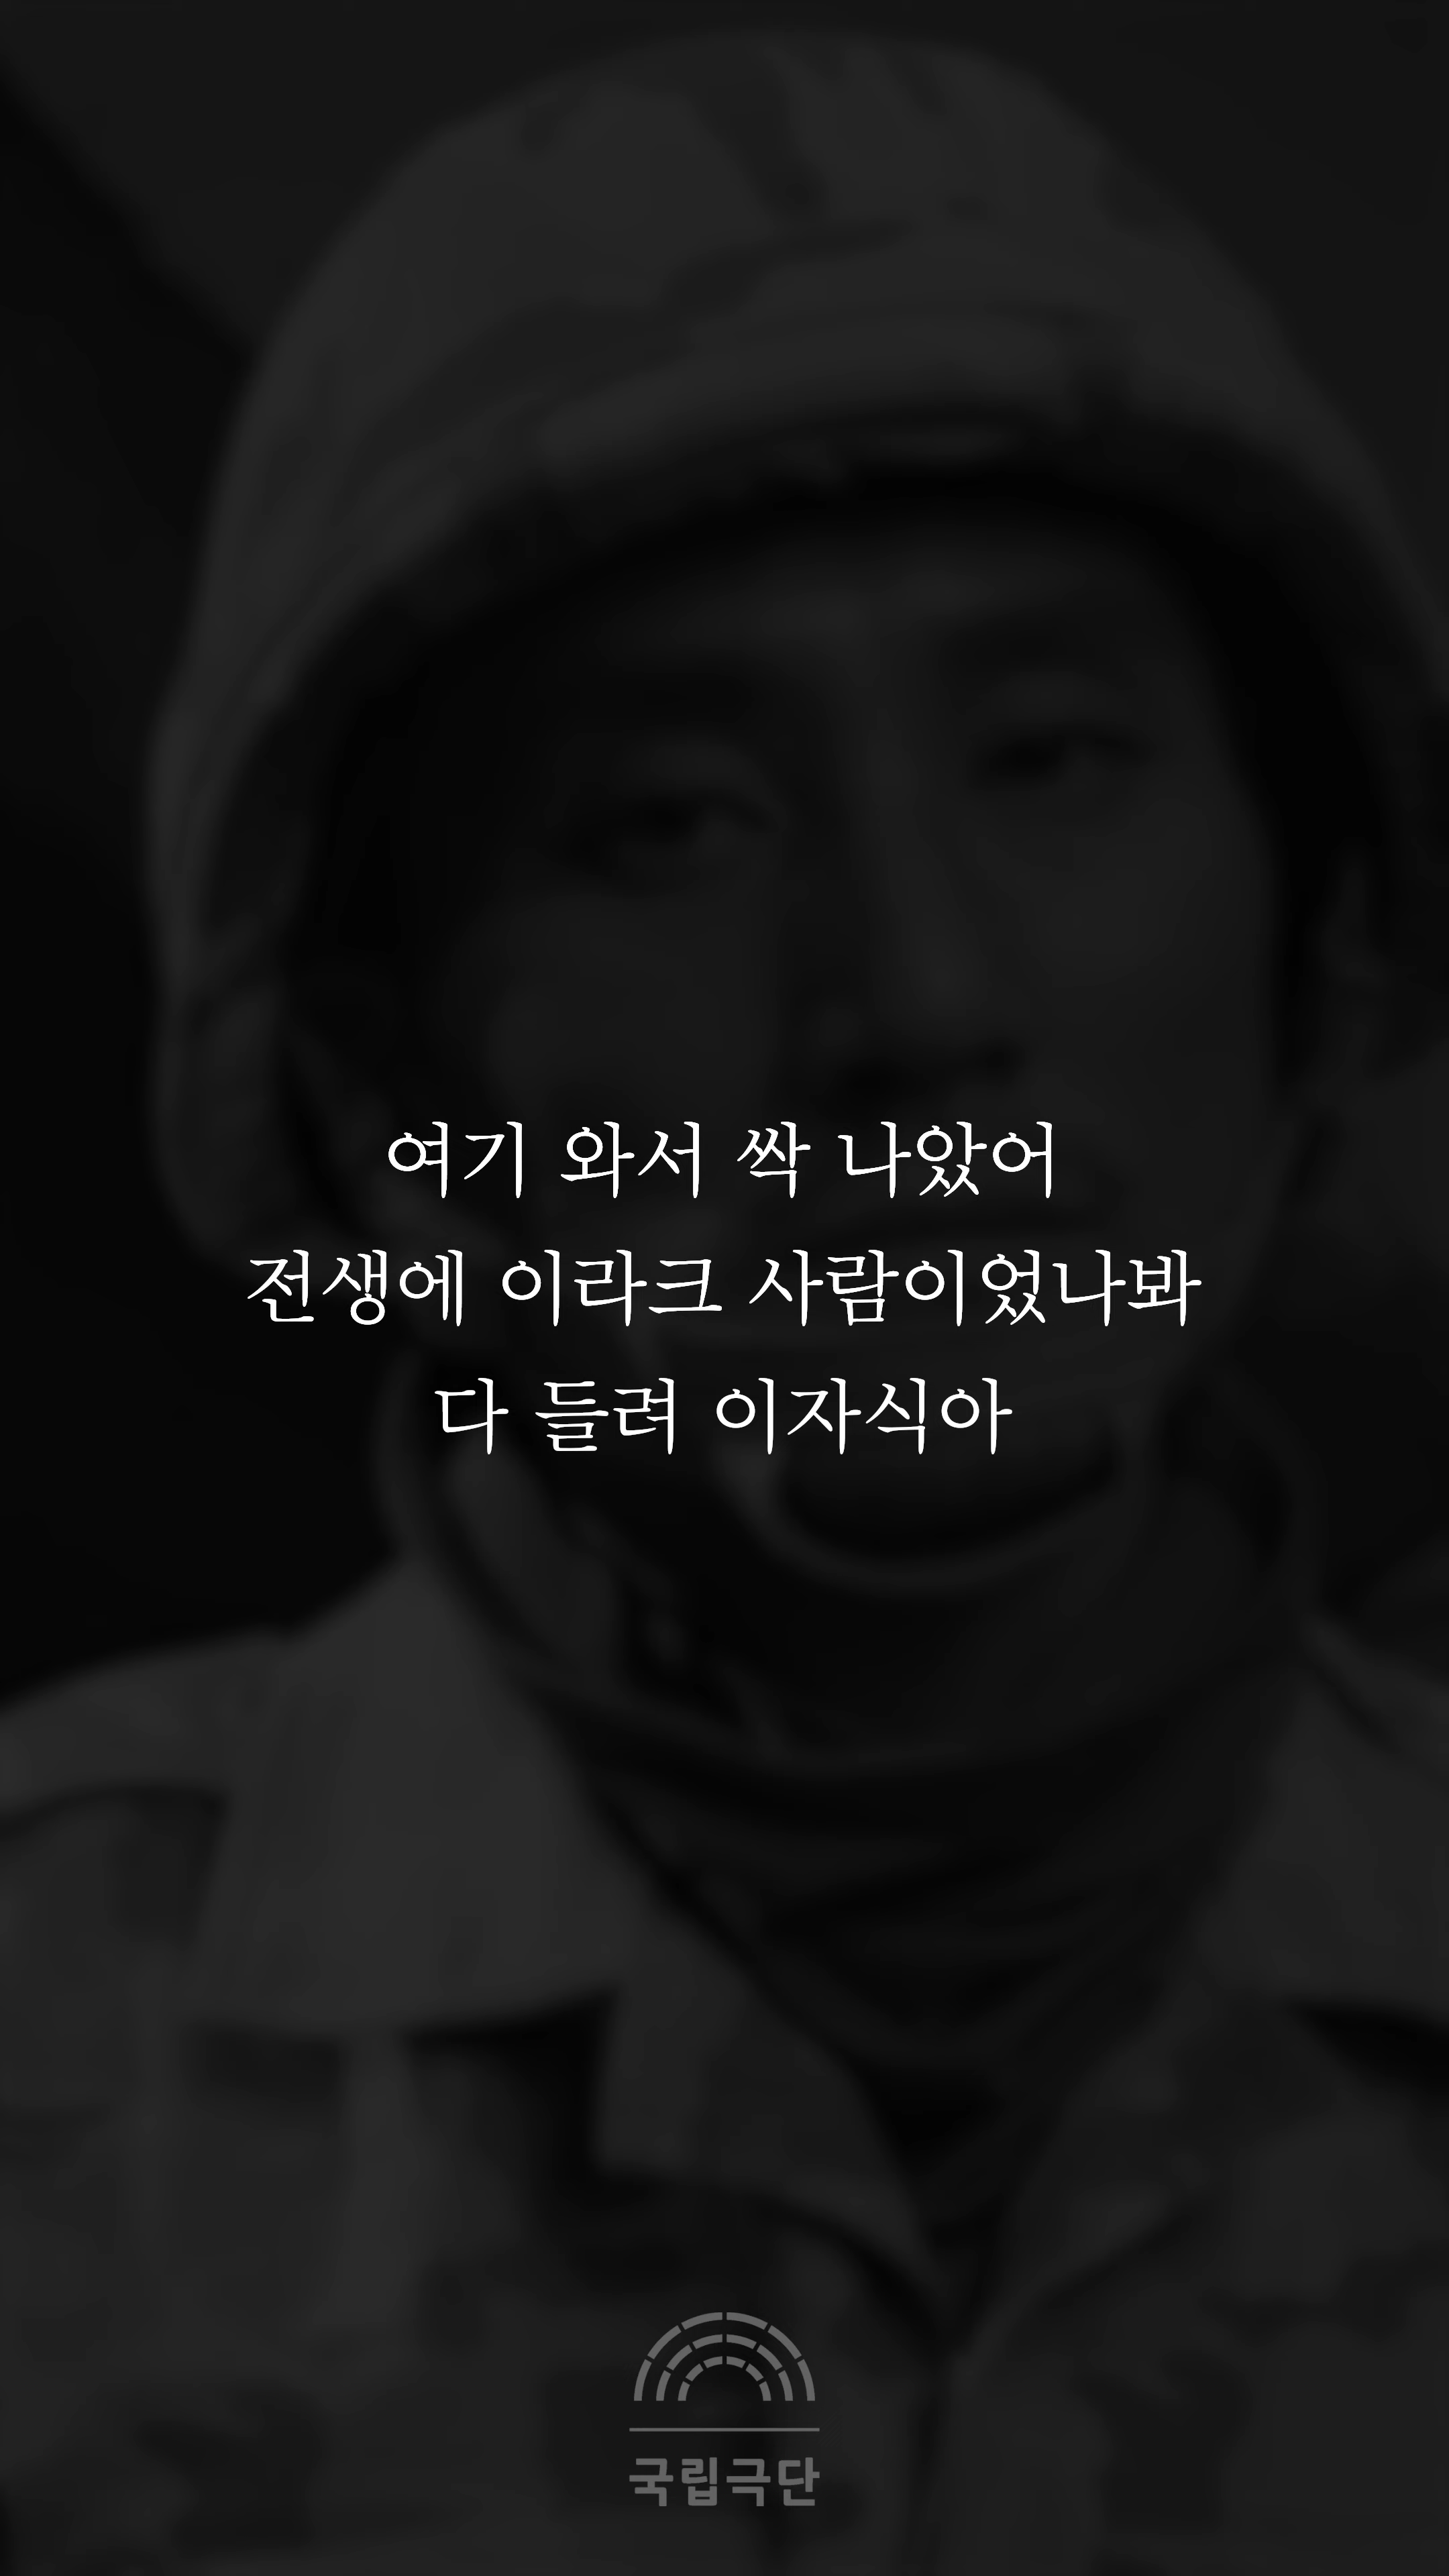 여기 와서 싹 나았어
전생에 이라크 사람이었나봐
다 들려 이자식아
국립극단